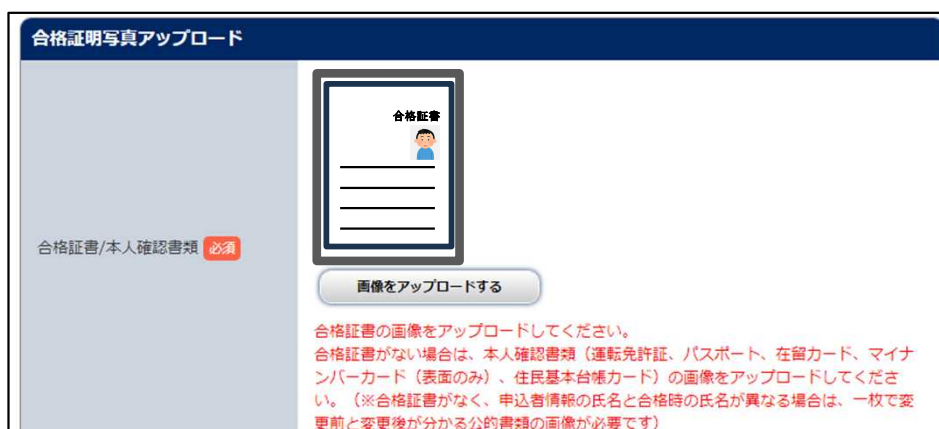 合格証明写真アップロード
合格証書
合格証書/本人確認書類 必須
画像をアップロードする
合格証書の画像をアップロードしてください。
合格証書がない場合は、本人確認書類（運転免許証、パスポート、在留カード、マイナ
ンバーカード（表面のみ）、住民基本台帳カード）の画像をアップロードしてくださ
い。（※合格証書がなく、申込者情報の氏名と合格時の氏名が異なる場合は、一枚で変
更前と変更後が分かる公的書類の画像が必要です）